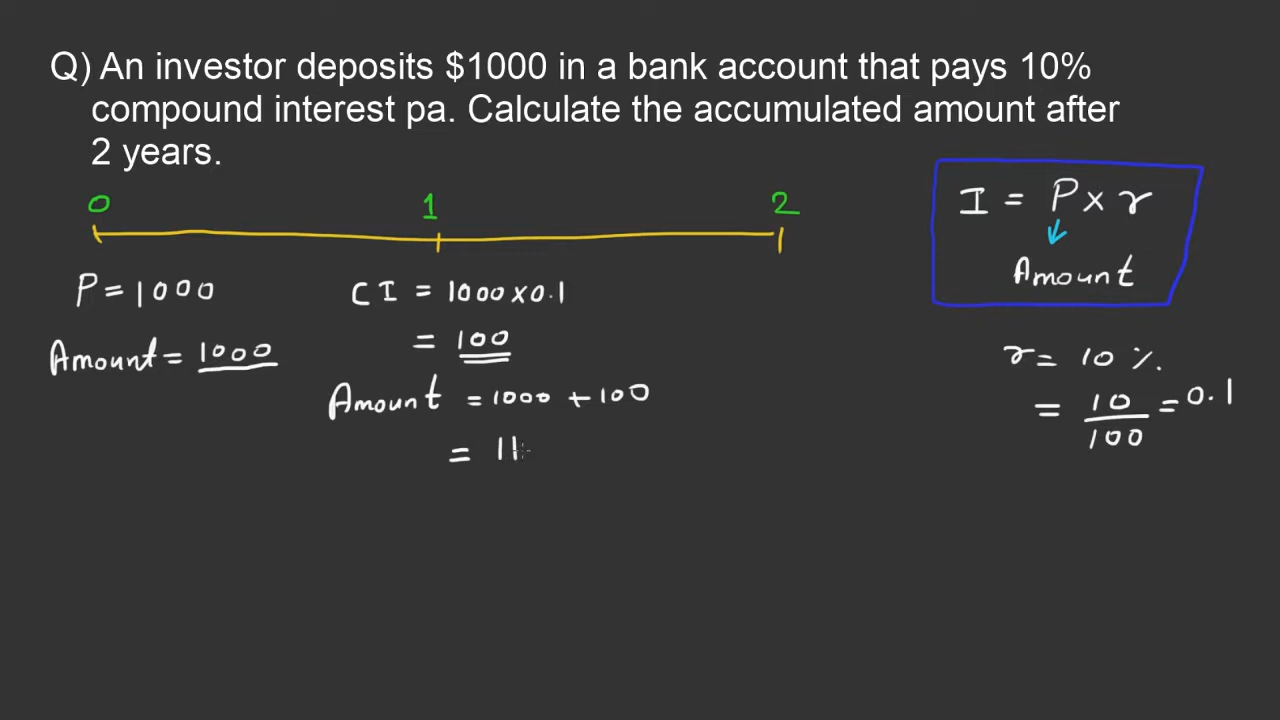 Q) An investor deposits $1000 in a bank account that pays 10%
compound interest pa. Calculate the accumulated amount after
2 years.
0 1 2
P = 1000
Amount = 1000
CI = 1000 x 0.1
= 100
Amount = 1000 + 100
= 11
I = P x r
Amount
r = 10 %.
= 10/100 = 0.1